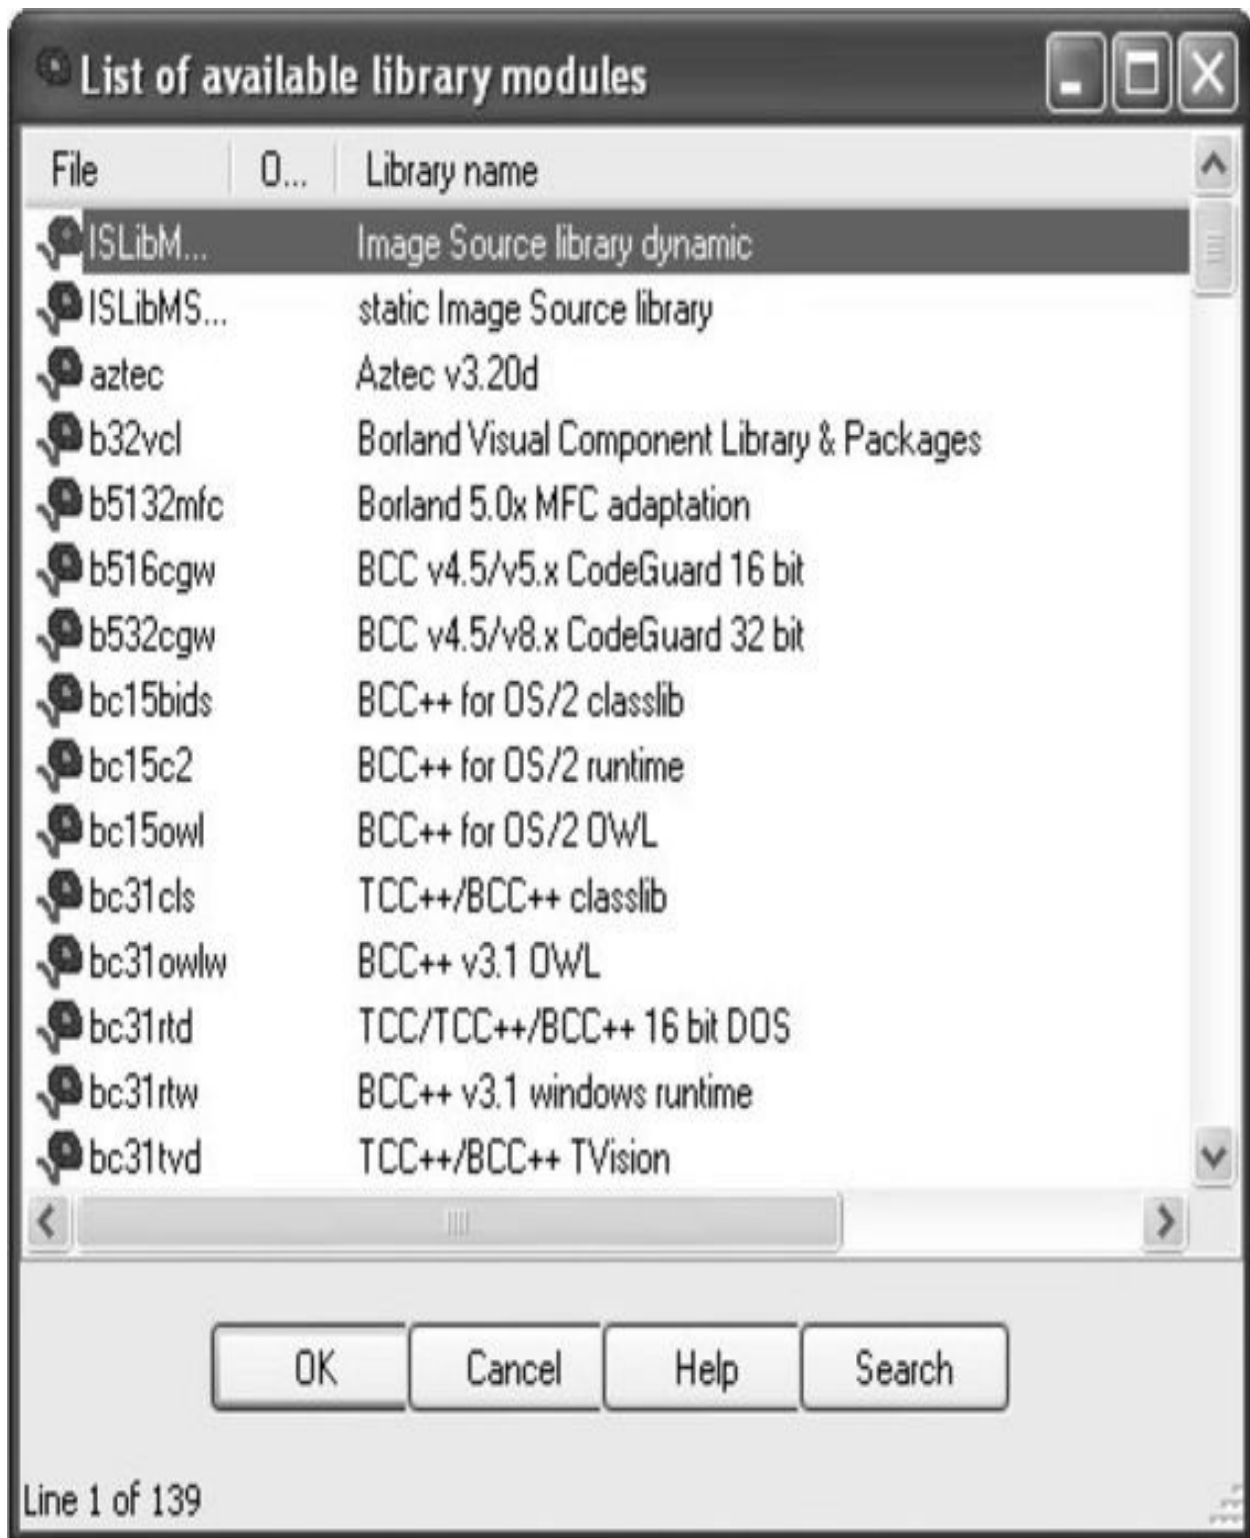 List of available library modules
File O... Library name
ISLibM... Image Source library dynamic
ISLibMS... static Image Source library
aztec Aztec v3.20d
b32vcl Borland Visual Component Library & Packages
b5132mfc Borland 5.0x MFC adaptation
b516cgw BCC v4.5/v5.x CodeGuard 16 bit
b532cgw BCC v4.5/v8.x CodeGuard 32 bit
bc15bids BCC++ for OS/2 classlib
bc15c2 BCC++ for OS/2 runtime
bc15owl BCC++ for OS/2 OWL
bc31cls TCC++/BCC++ classlib
bc31owlw BCC++ v3.1 OWL
bc31rtd TCC/TCC++/BCC++ 16 bit DOS
bc31rtw BCC++ v3.1 windows runtime
bc31tvd TCC++/BCC++ TVision
OK Cancel Help Search
Line 1 of 139